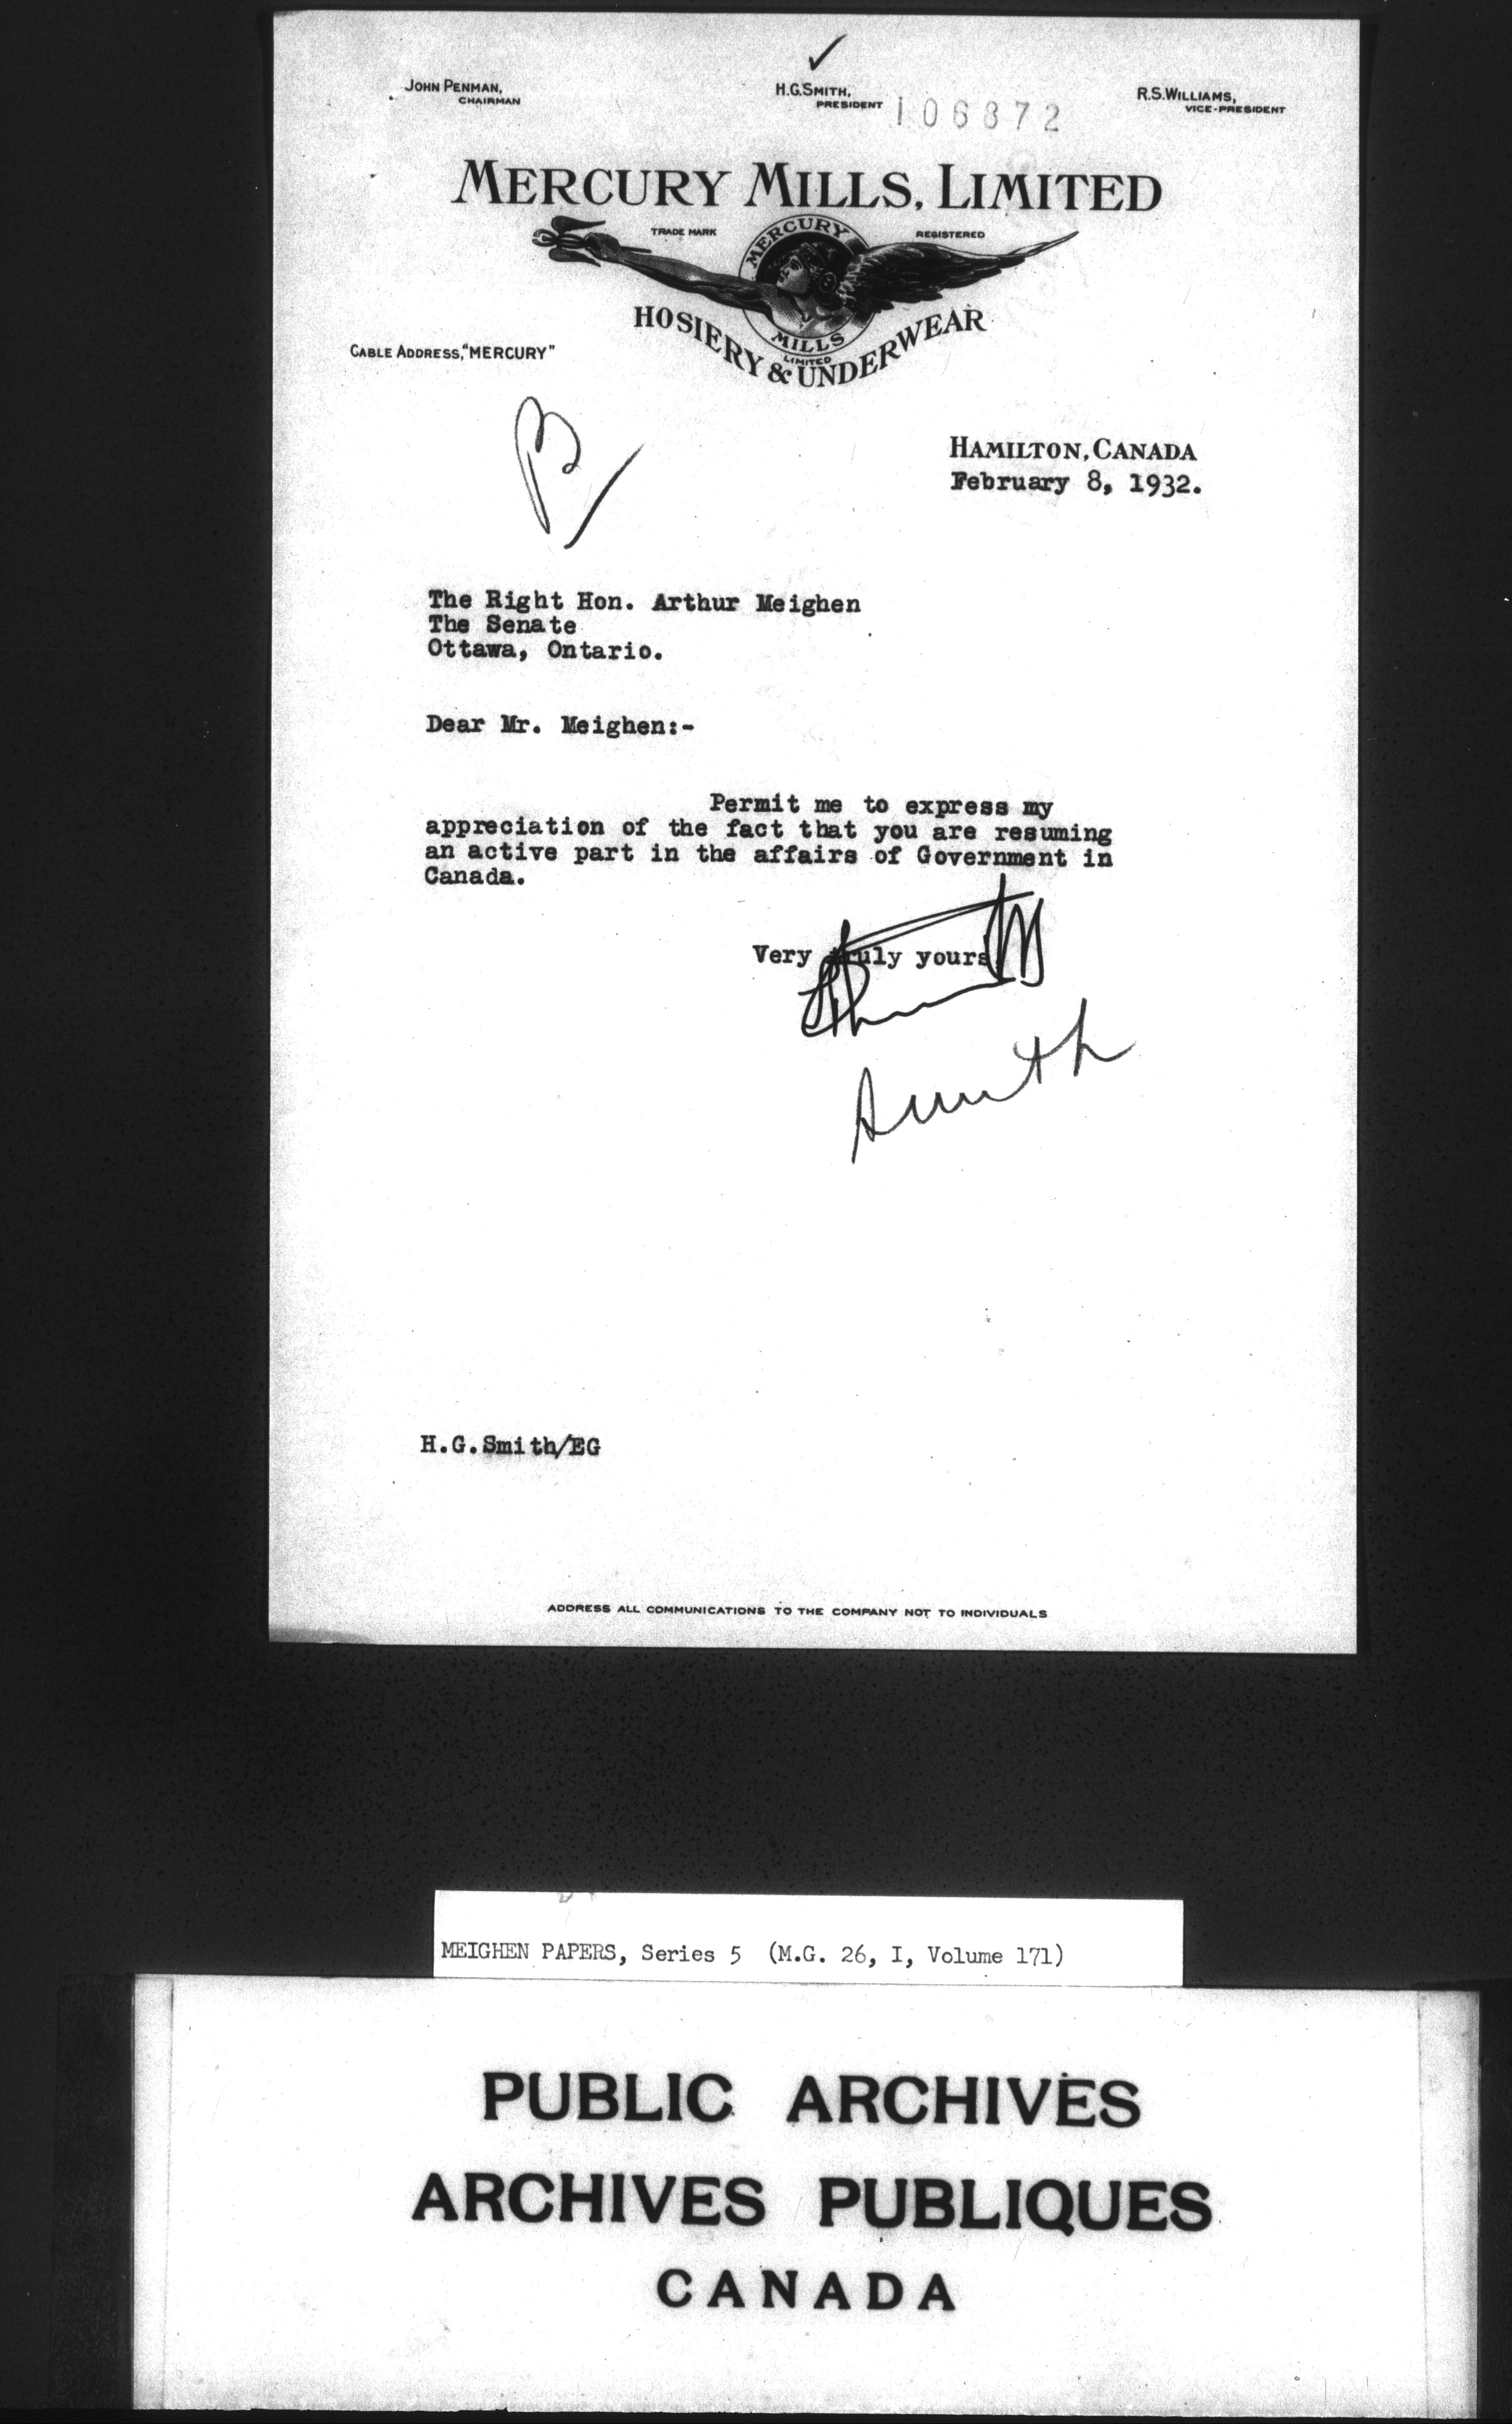 JOHN PENMAN,
CHAIRMAN
H.G.SMITH,
PRESIDENT
106872
R.S.WILLIAMS,
VICE-PRESIDENT
MERCURY MILLS, LIMITED
TRADE MARK
REGISTERED
MERCURY
MILLS
LIMITED
HOSIERY & UNDERWEAR
CABLE ADDRESS, "MERCURY"
HAMILTON, CANADA
February 8, 1932.
The Right Hon. Arthur Meighen
The Senate
Ottawa, Ontario.
Dear Mr. Meighen:-
Permit me to express my
appreciation of the fact that you are resuming
an active part in the affairs of Government in
Canada.
Very truly yours
Smith
H.G.Smith/EG
ADDRESS ALL COMMUNICATIONS TO THE COMPANY NOT TO INDIVIDUALS
MEIGHEN PAPERS, Series 5 (M.G. 26, I, Volume 171)
PUBLIC ARCHIVES
ARCHIVES PUBLIQUES
CANADA